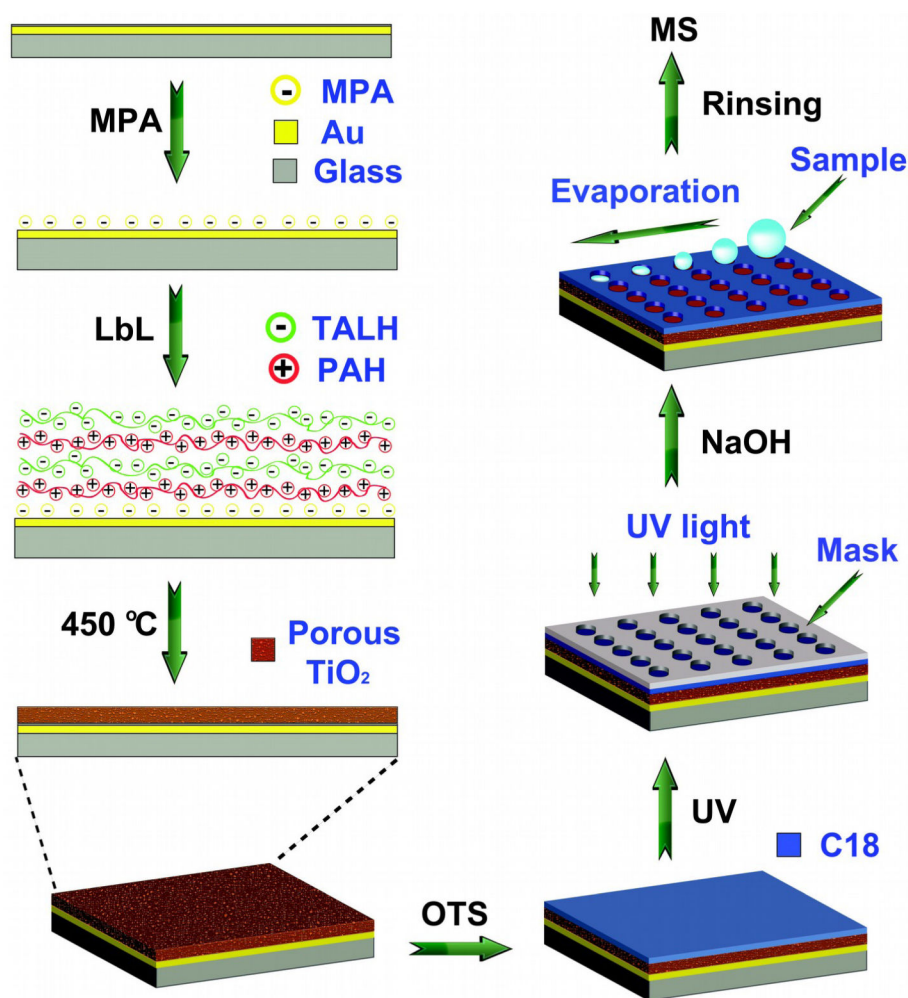 MPA
MPA
Au
Glass
LbL
TALH
PAH
450 ℃
Porous
TiO₂
OTS
C18
UV
UV light
Mask
NaOH
Evaporation
Sample
Rinsing
MS